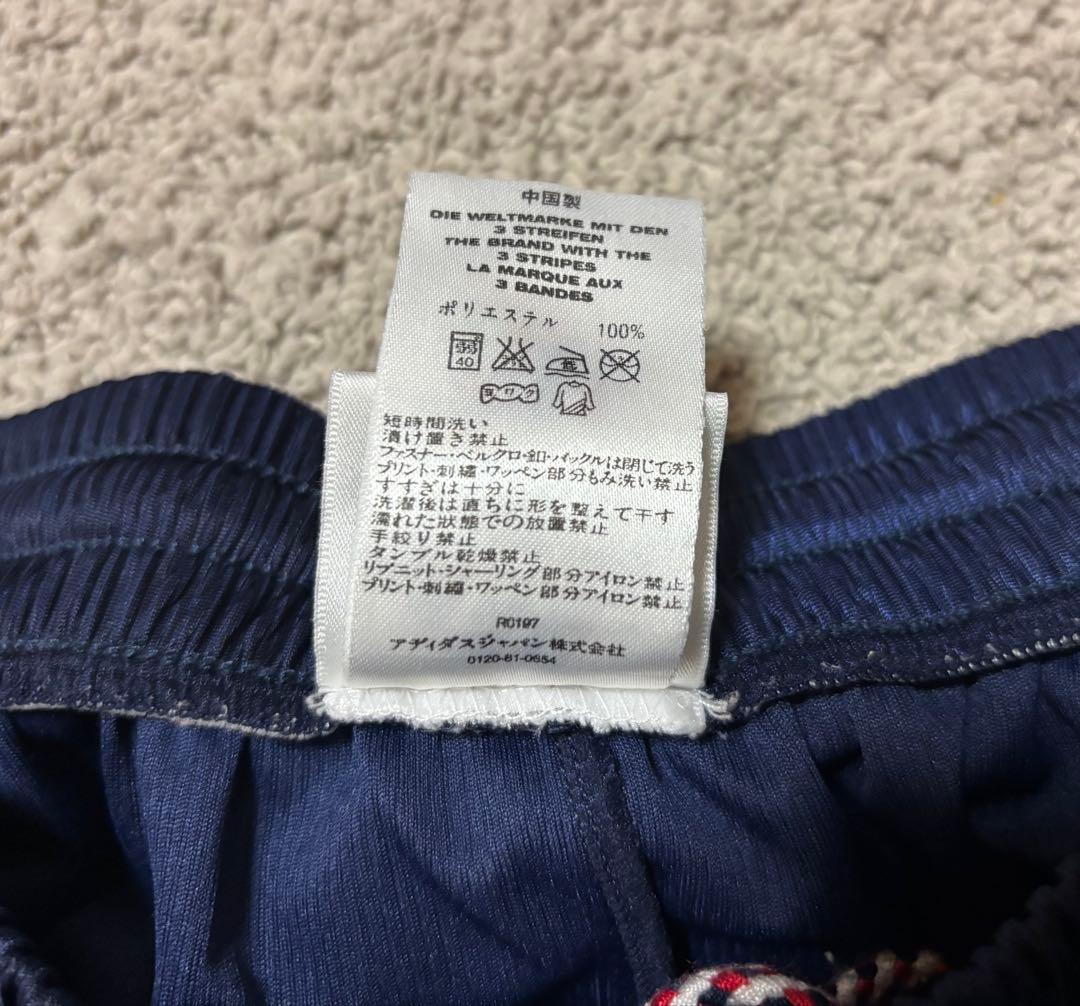 中国製
DIE WELTMARKE MIT DEN
3 STREIFEN
THE BRAND WITH THE
3 STRIPES
LA MARQUE AUX
3 BANDES
ポリエステル 100%
弱
40
低
ヨワク
短時間洗い
漬け置き禁止
ファスナー・ベルクロ・釦・バックルは閉じて洗う
プリント・刺繍・ワッペン部分もみ洗い禁止
すすぎは十分に
洗濯後は直ちに形を整えて干す
濡れた状態での放置禁止
手絞り禁止
タンブル乾燥禁止
リブニット・シャーリング部分アイロン禁止
プリント・刺繍・ワッペン部分アイロン禁止
R0197
アディダスジャパン株式会社
0120-81-0654